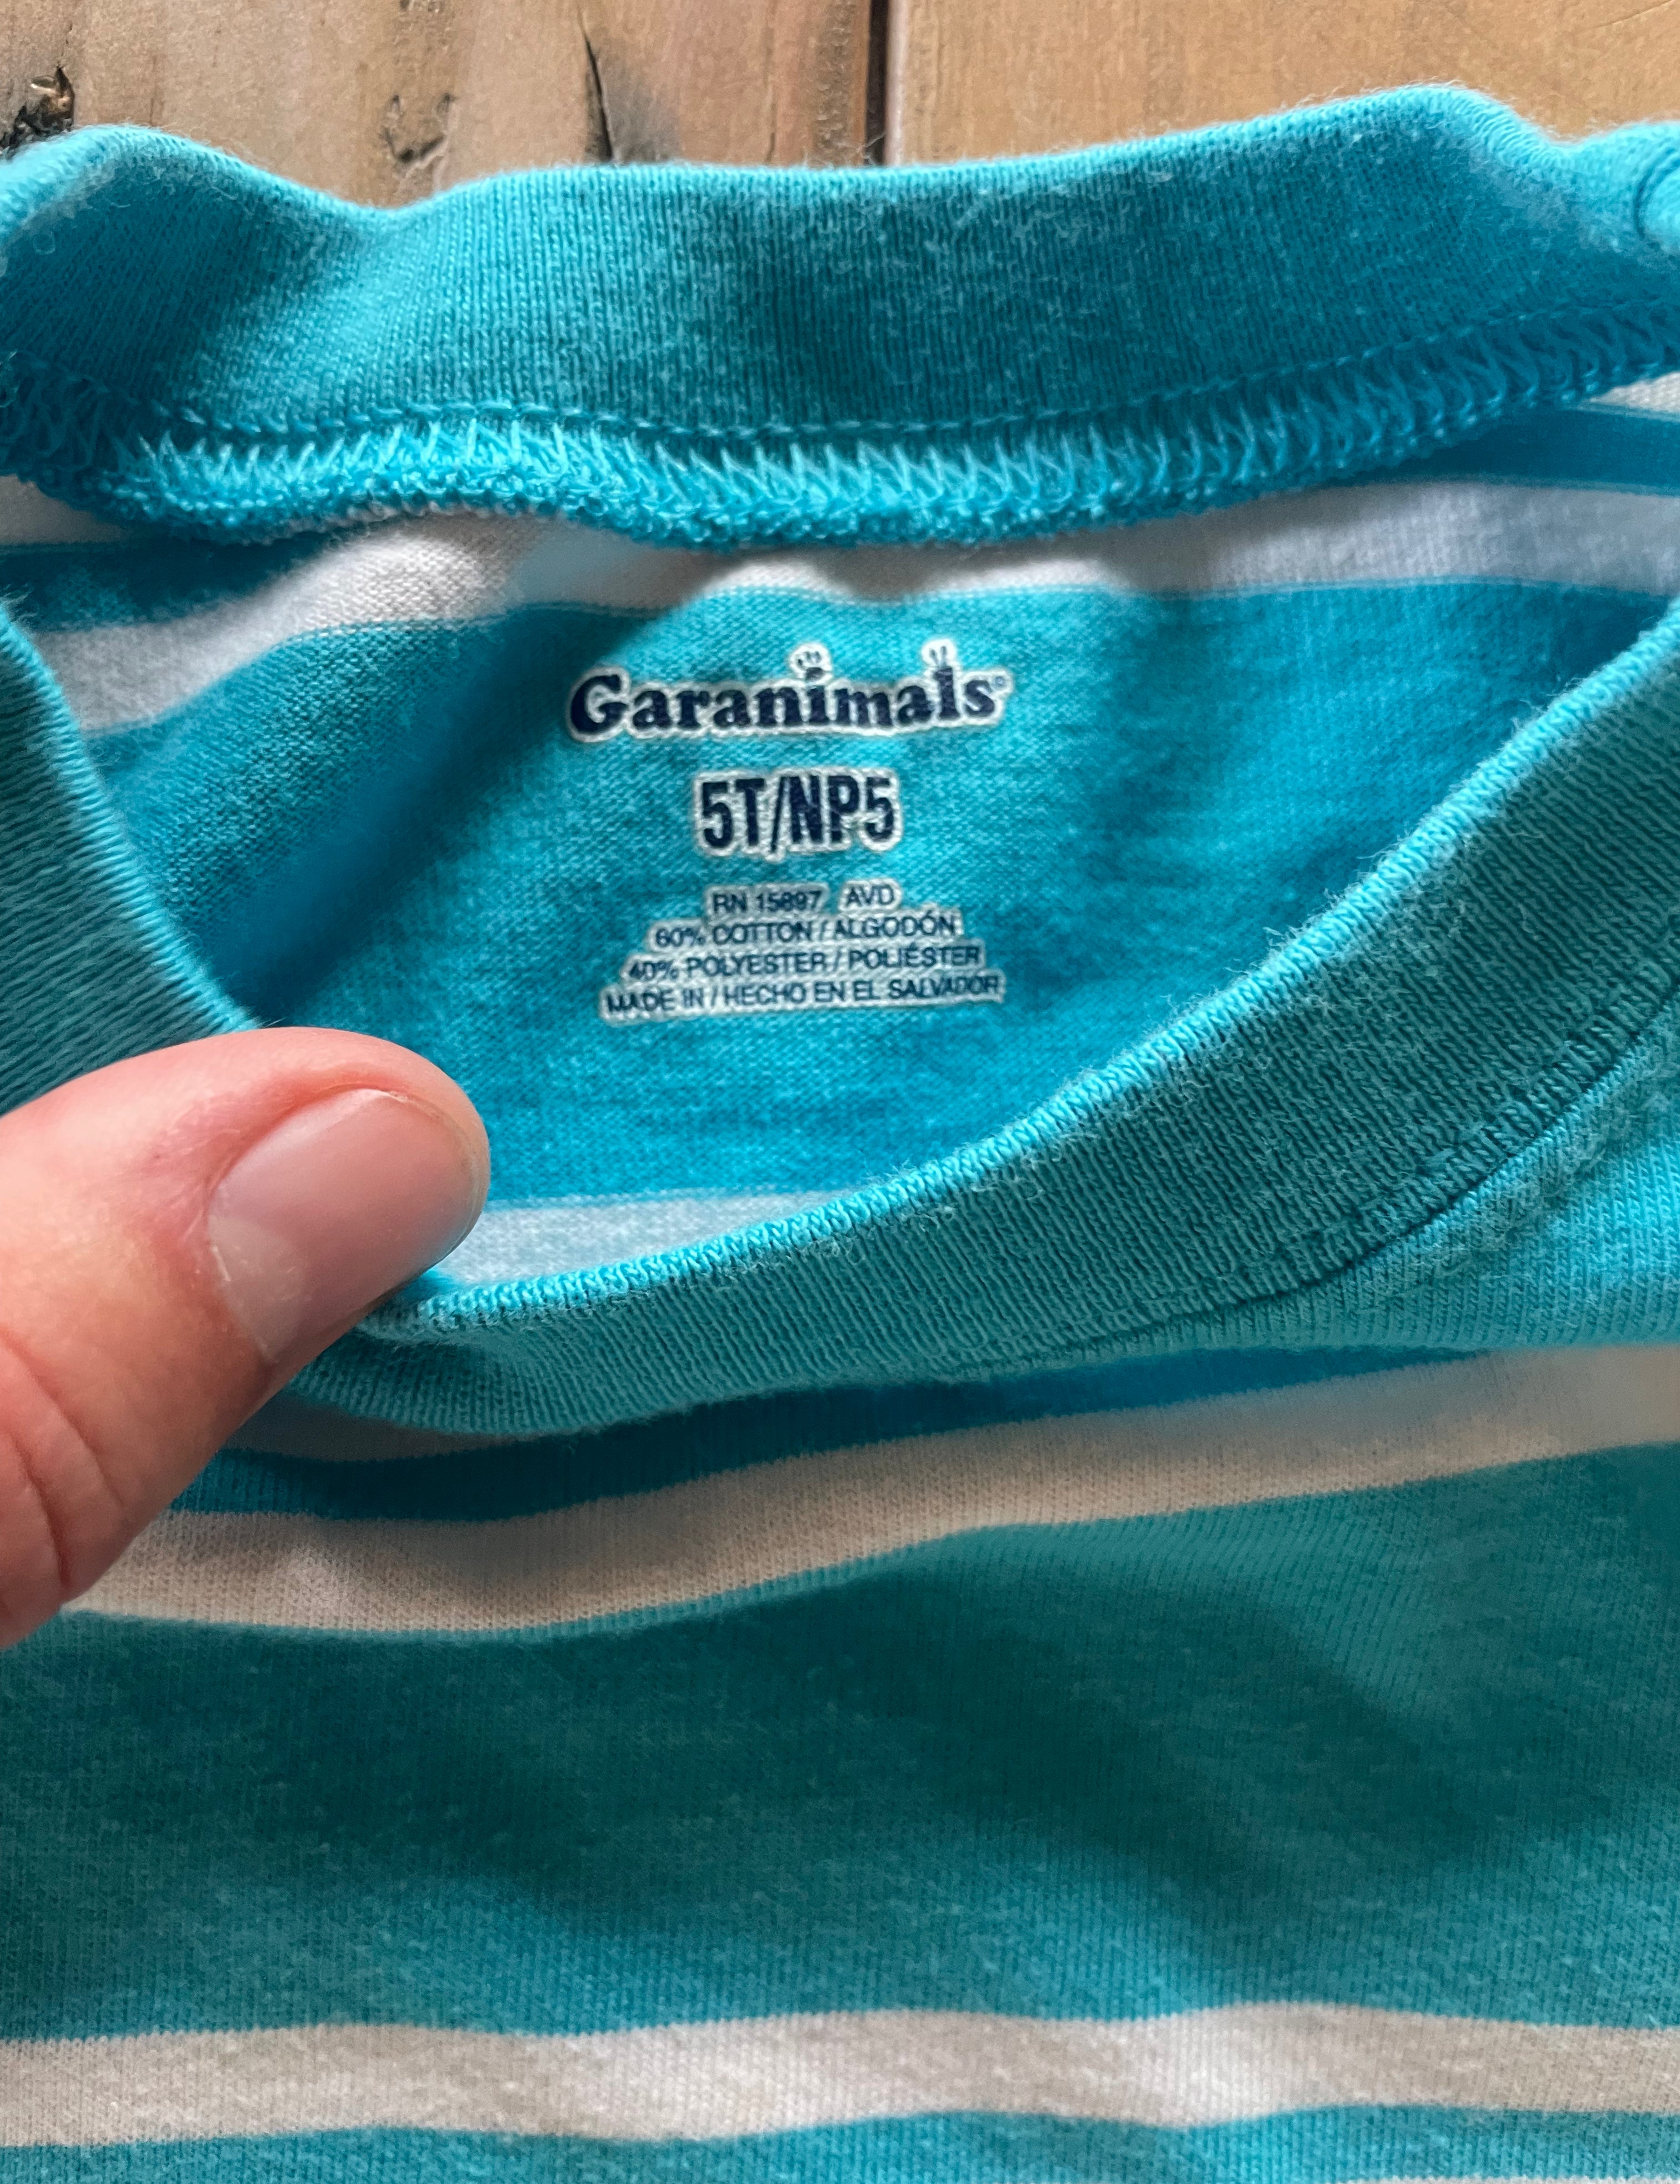 Garanimals®
5T/NP5
RN 15897 AVD
60% COTTON / ALGODÓN
40% POLYESTER / POLIÉSTER
MADE IN / HECHO EN EL SALVADOR